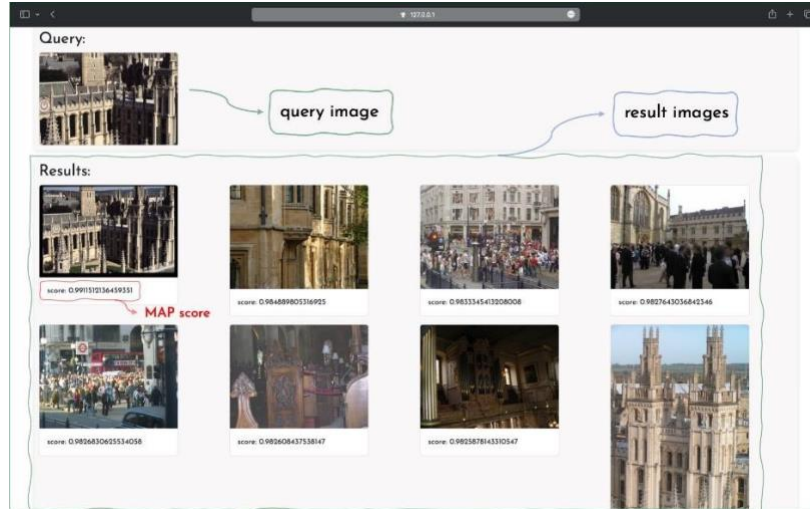 127.0.0.1
Query:
query image
result images
Results:
score: 0.9911512136459351
MAP score
score: 0.984889805316925
score: 0.9833345413208008
score: 0.9827643036842346
score: 0.9826830625534058
score: 0.982608437538147
score: 0.9825878143310547